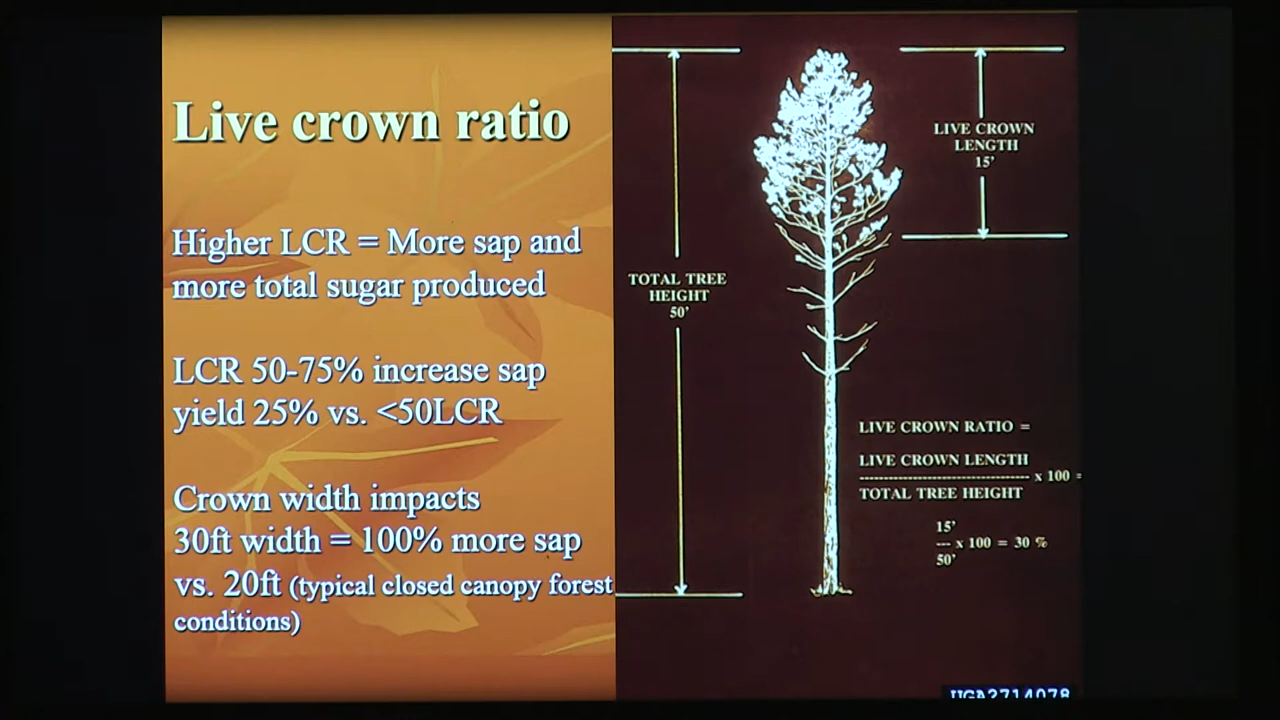 Live crown ratio
Higher LCR = More sap and
more total sugar produced
LCR 50-75% increase sap
yield 25% vs. <50LCR
Crown width impacts
30ft width = 100% more sap
vs. 20ft (typical closed canopy forest
conditions)
TOTAL TREE
HEIGHT
50'
LIVE CROWN
LENGTH
15'
LIVE CROWN RATIO =
LIVE CROWN LENGTH
--------------------------------- x 100 =
TOTAL TREE HEIGHT
15'
--- x 100 = 30 %
50'
UGA2714078